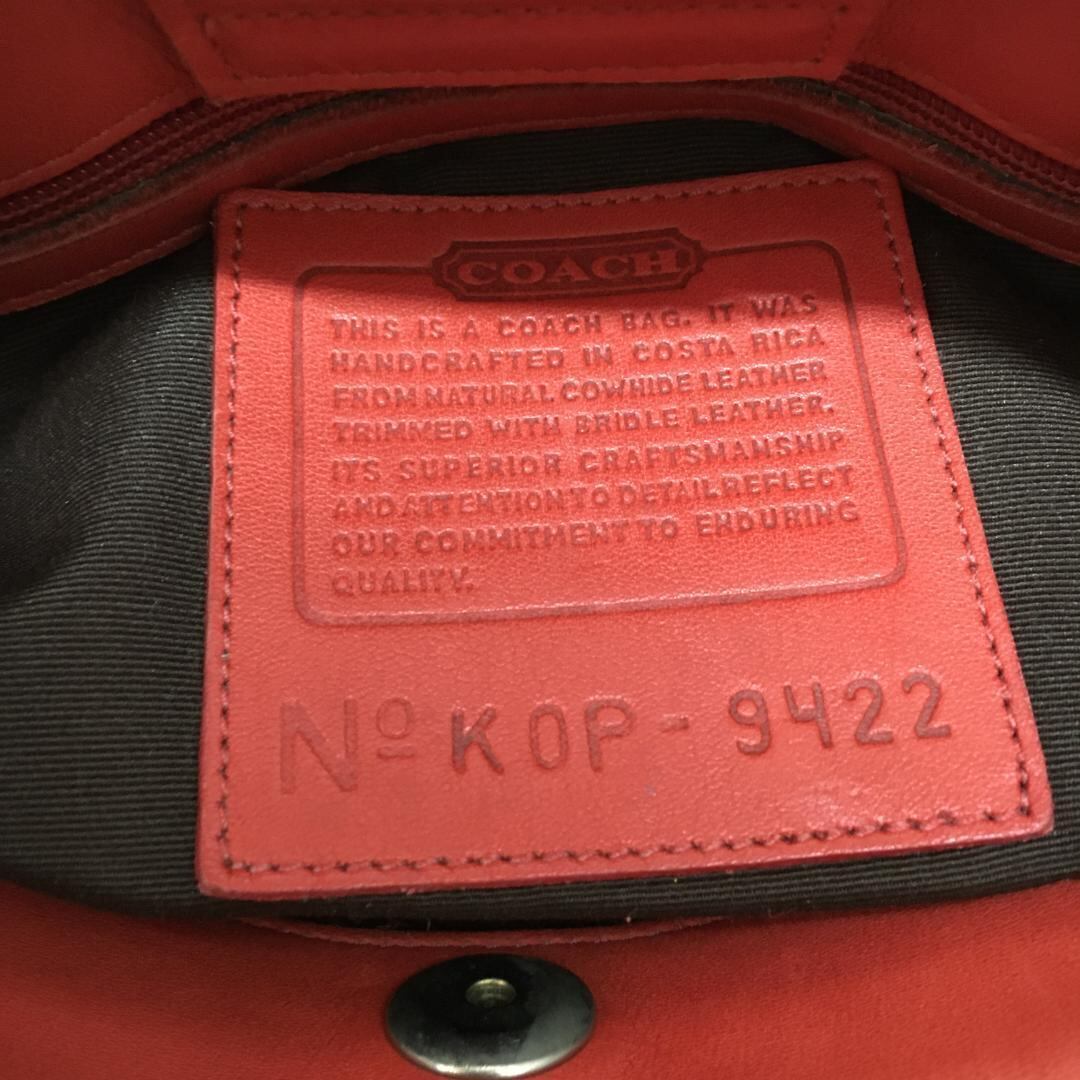 COACH
THIS IS A COACH BAG. IT WAS
HANDCRAFTED IN COSTA RICA
FROM NATURAL COWHIDE LEATHER
TRIMMED WITH BRIDLE LEATHER.
ITS SUPERIOR CRAFTSMANSHIP
AND ATTENTION TO DETAIL REFLECT
OUR COMMITMENT TO ENDURING
QUALITY.
Nº K0P-9422